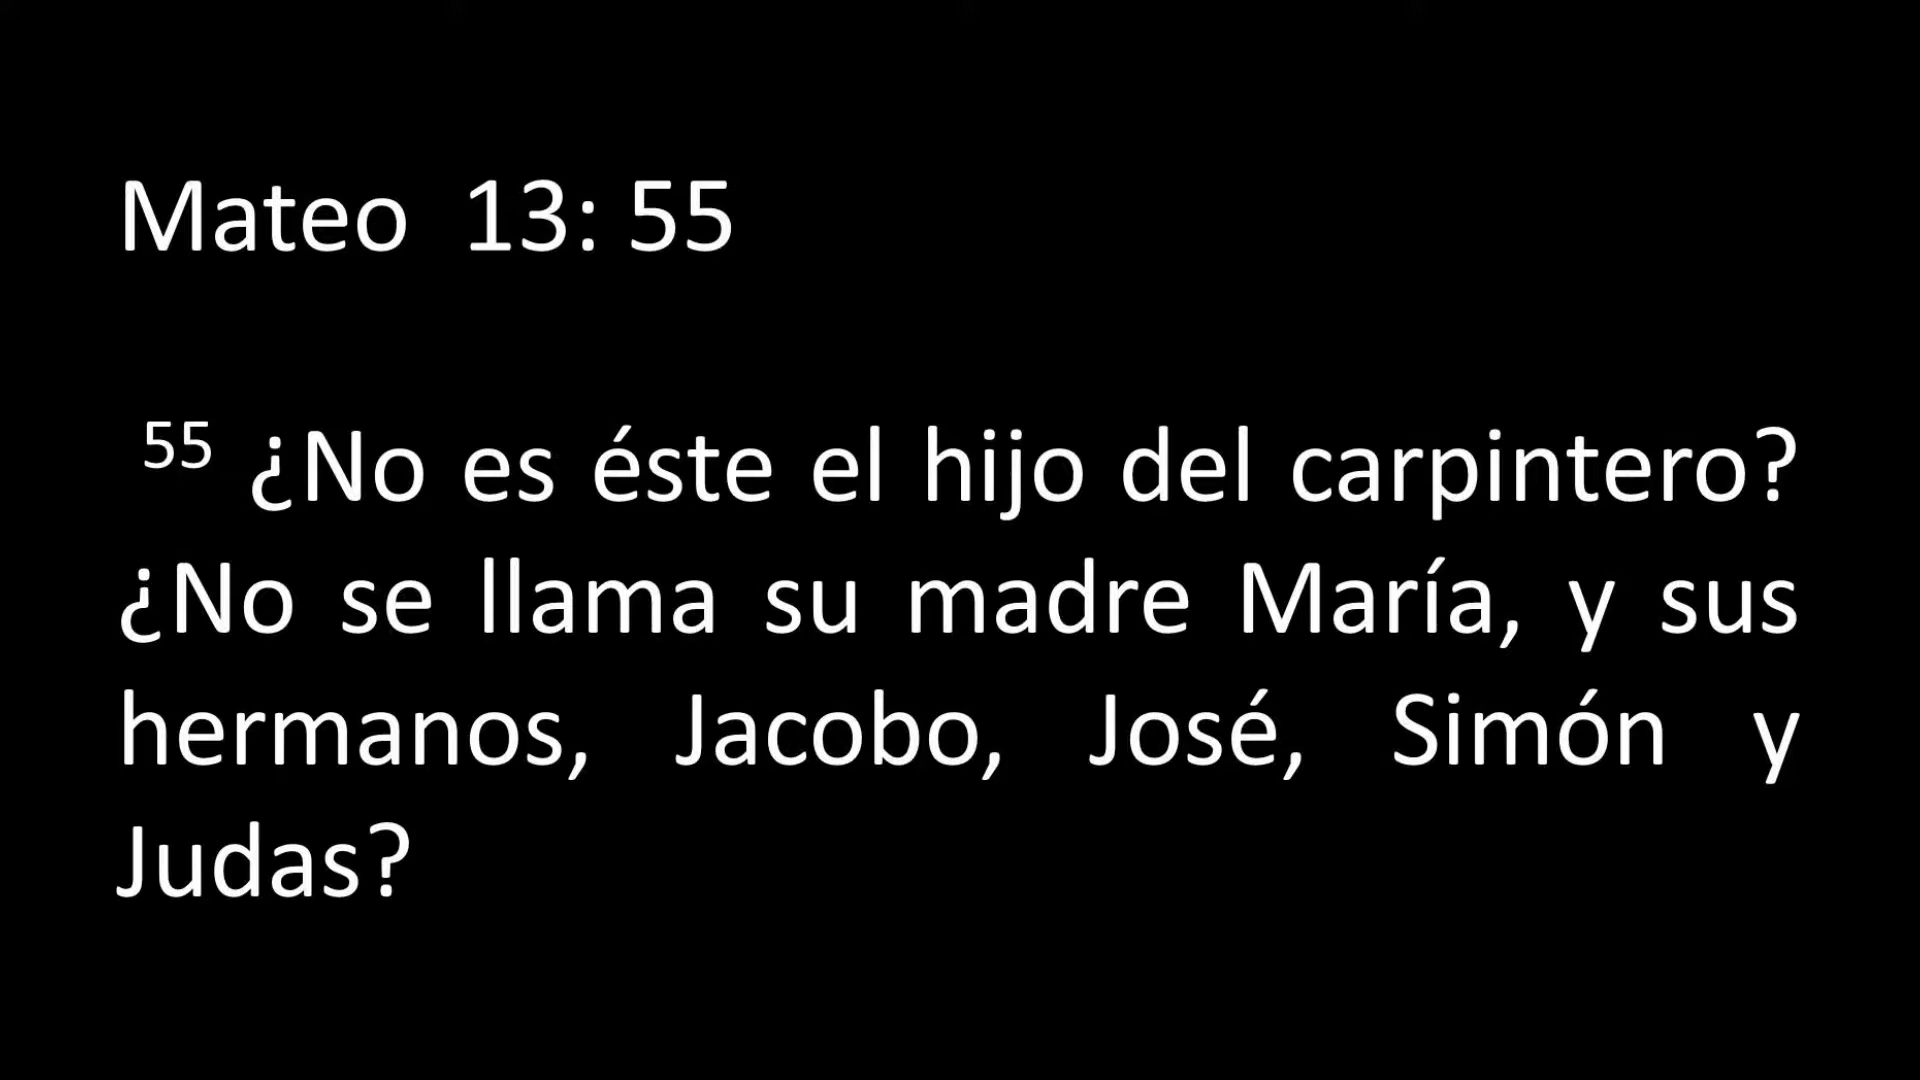 Mateo  13: 55
55 ¿No es éste el hijo del carpintero?
¿No se llama su madre María, y sus
hermanos, Jacobo, José, Simón y
Judas?